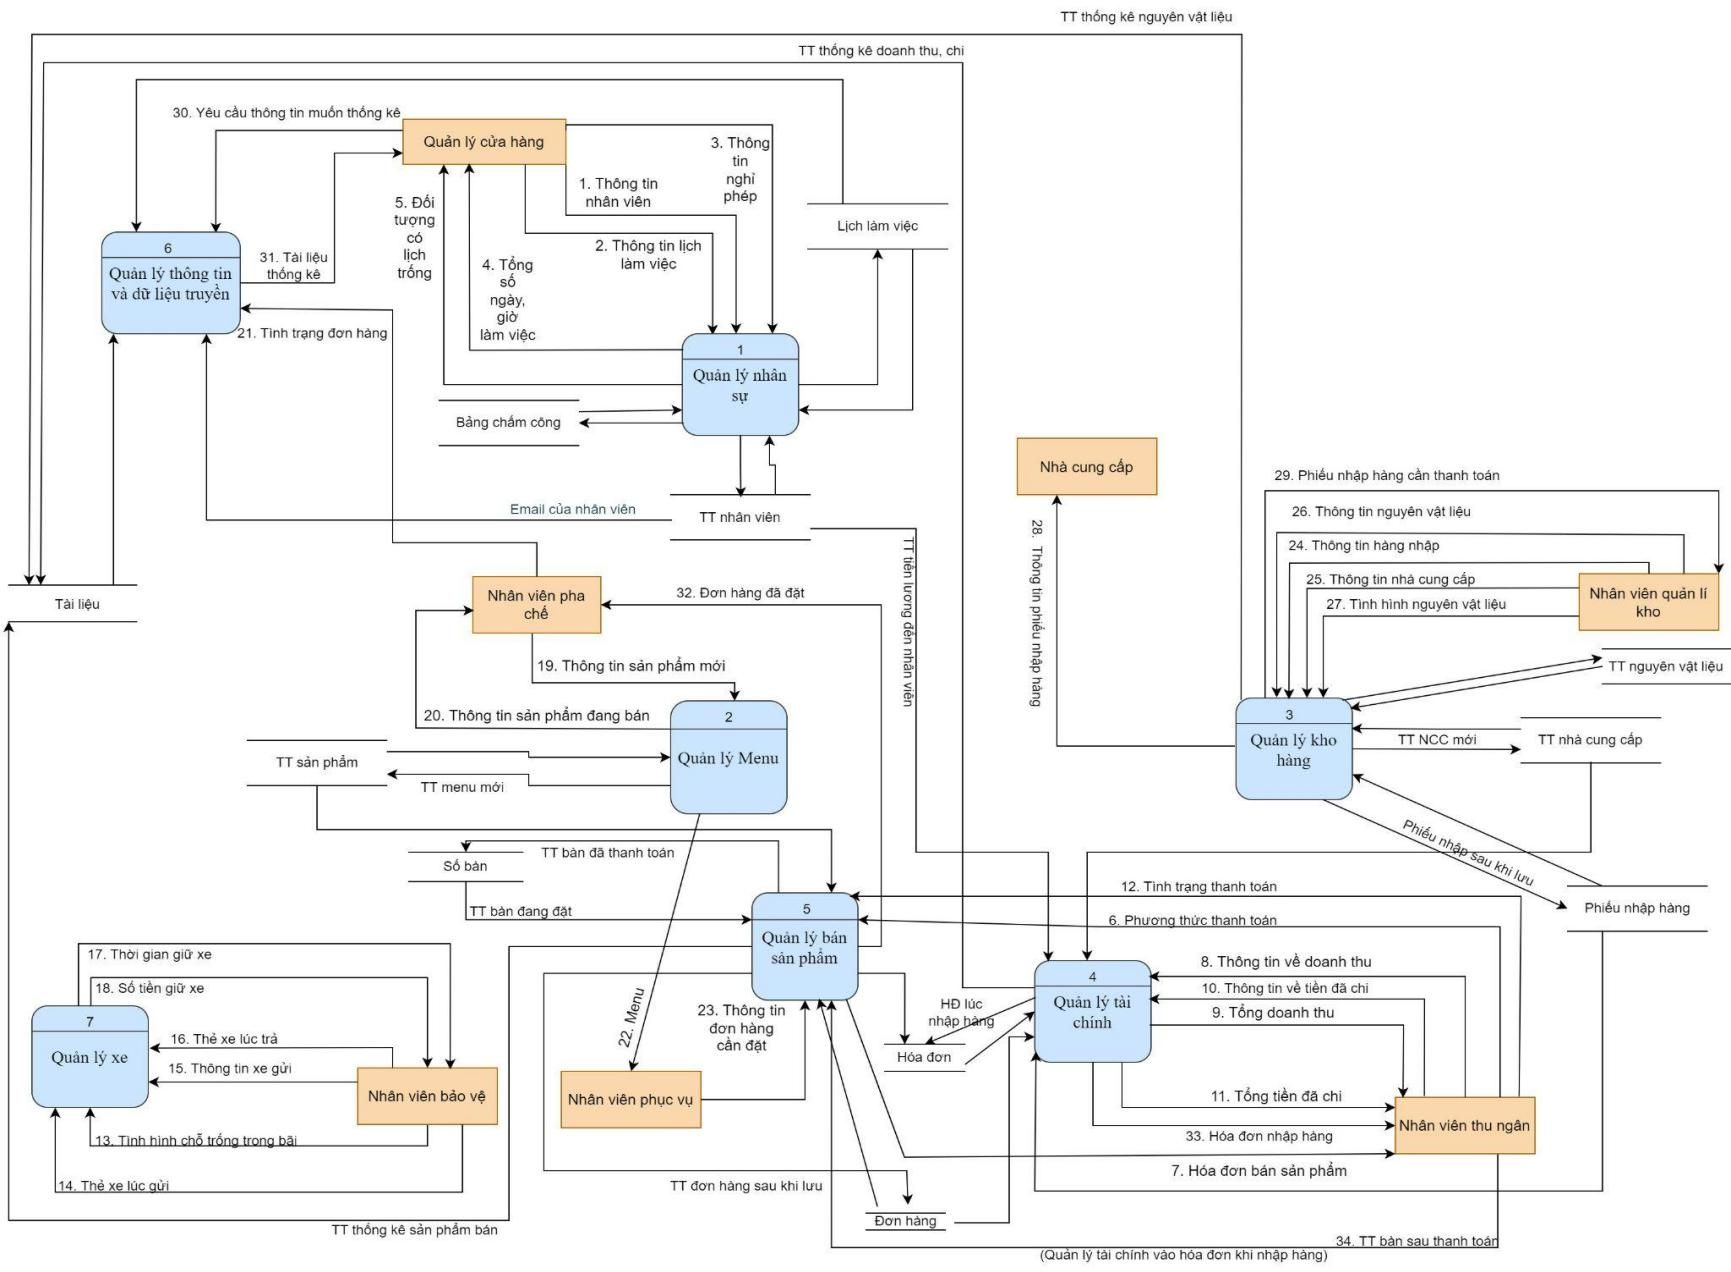 TT thống kê nguyên vật liệu
TT thống kê doanh thu, chi
30. Yêu cầu thông tin muốn thống kê
Quản lý cửa hàng
3. Thông
tin
nghỉ
phép
1. Thông tin
nhân viên
5. Đối
tượng
có
lịch
trống
Lịch làm việc
2. Thông tin lịch
làm việc
6
Quản lý thông tin
và dữ liệu truyền
31. Tài liệu
thống kê
4. Tổng
số
ngày,
giờ
làm việc
21. Tình trạng đơn hàng
1
Quản lý nhân
sự
Bảng chấm công
Nhà cung cấp
29. Phiếu nhập hàng cần thanh toán
Email của nhân viên
TT nhân viên
26. Thông tin nguyên vật liệu
24. Thông tin hàng nhập
25. Thông tin nhà cung cấp
27. Tình hình nguyên vật liệu
Nhân viên quản lí
kho
28. Thông tin phiếu nhập hàng
TT tiền lương đến nhân viên
Tài liệu
Nhân viên pha
chế
32. Đơn hàng đã đặt
19. Thông tin sản phẩm mới
TT nguyên vật liệu
20. Thông tin sản phẩm đang bán
2
Quản lý Menu
3
Quản lý kho
hàng
TT NCC mới
TT nhà cung cấp
TT sản phẩm
TT menu mới
Phiếu nhập sau khi lưu
Số bàn
TT bàn đã thanh toán
12. Tình trạng thanh toán
Phiếu nhập hàng
TT bàn đang đặt
5
Quản lý bán
sản phẩm
6. Phương thức thanh toán
17. Thời gian giữ xe
8. Thông tin về doanh thu
18. Số tiền giữ xe
4
Quản lý tài
chính
10. Thông tin về tiền đã chi
9. Tổng doanh thu
HĐ lúc
nhập hàng
22. Menu
23. Thông tin
đơn hàng
cần đặt
7
Quản lý xe
16. Thẻ xe lúc trả
15. Thông tin xe gửi
Hóa đơn
Nhân viên bảo vệ
Nhân viên phục vụ
11. Tổng tiền đã chi
Nhân viên thu ngân
33. Hóa đơn nhập hàng
13. Tình hình chỗ trống trong bãi
7. Hóa đơn bán sản phẩm
14. Thẻ xe lúc gửi
TT đơn hàng sau khi lưu
Đơn hàng
TT thống kê sản phẩm bán
34. TT bàn sau thanh toán
(Quản lý tài chính vào hóa đơn khi nhập hàng)